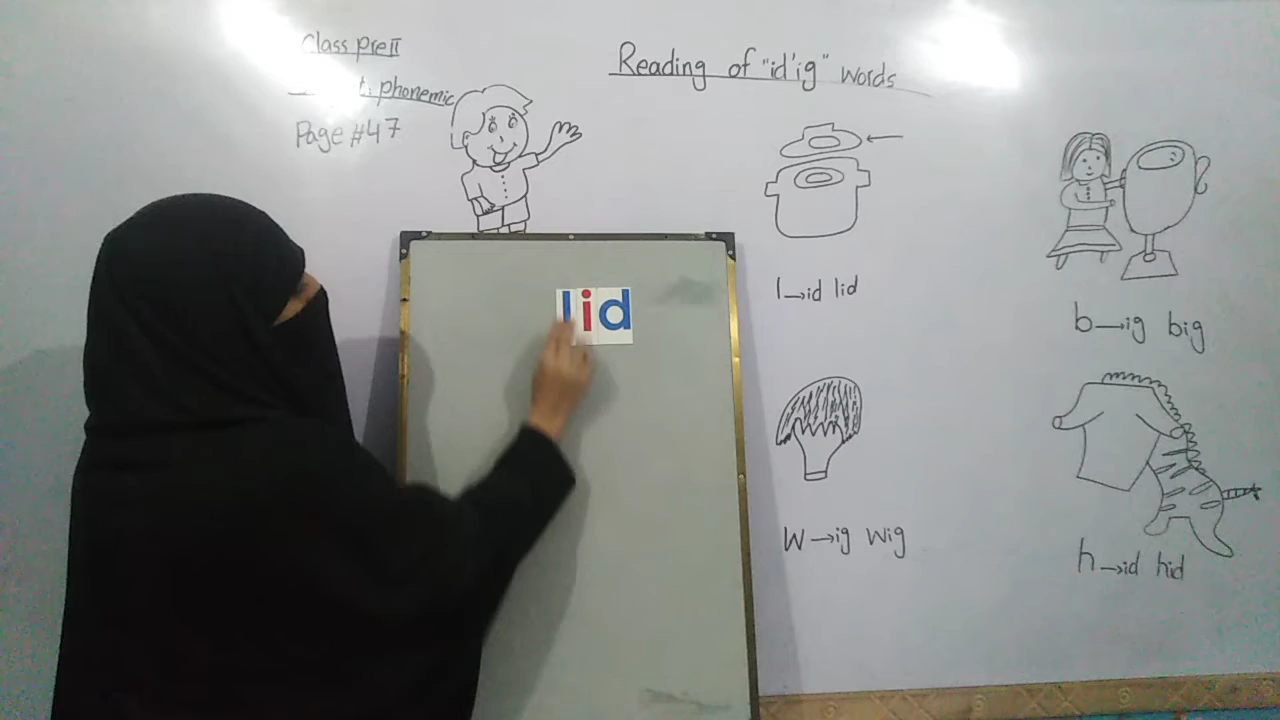 Class Pre II
phonemic
Page #47
Reading of "id'ig" words
lid
l→id lid
b→ig big
w→ig wig
h→id hid